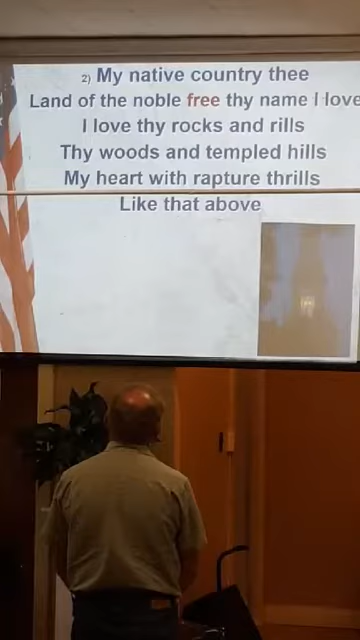 2) My native country thee
Land of the noble free thy name I love
I love thy rocks and rills
Thy woods and templed hills
My heart with rapture thrills
Like that above